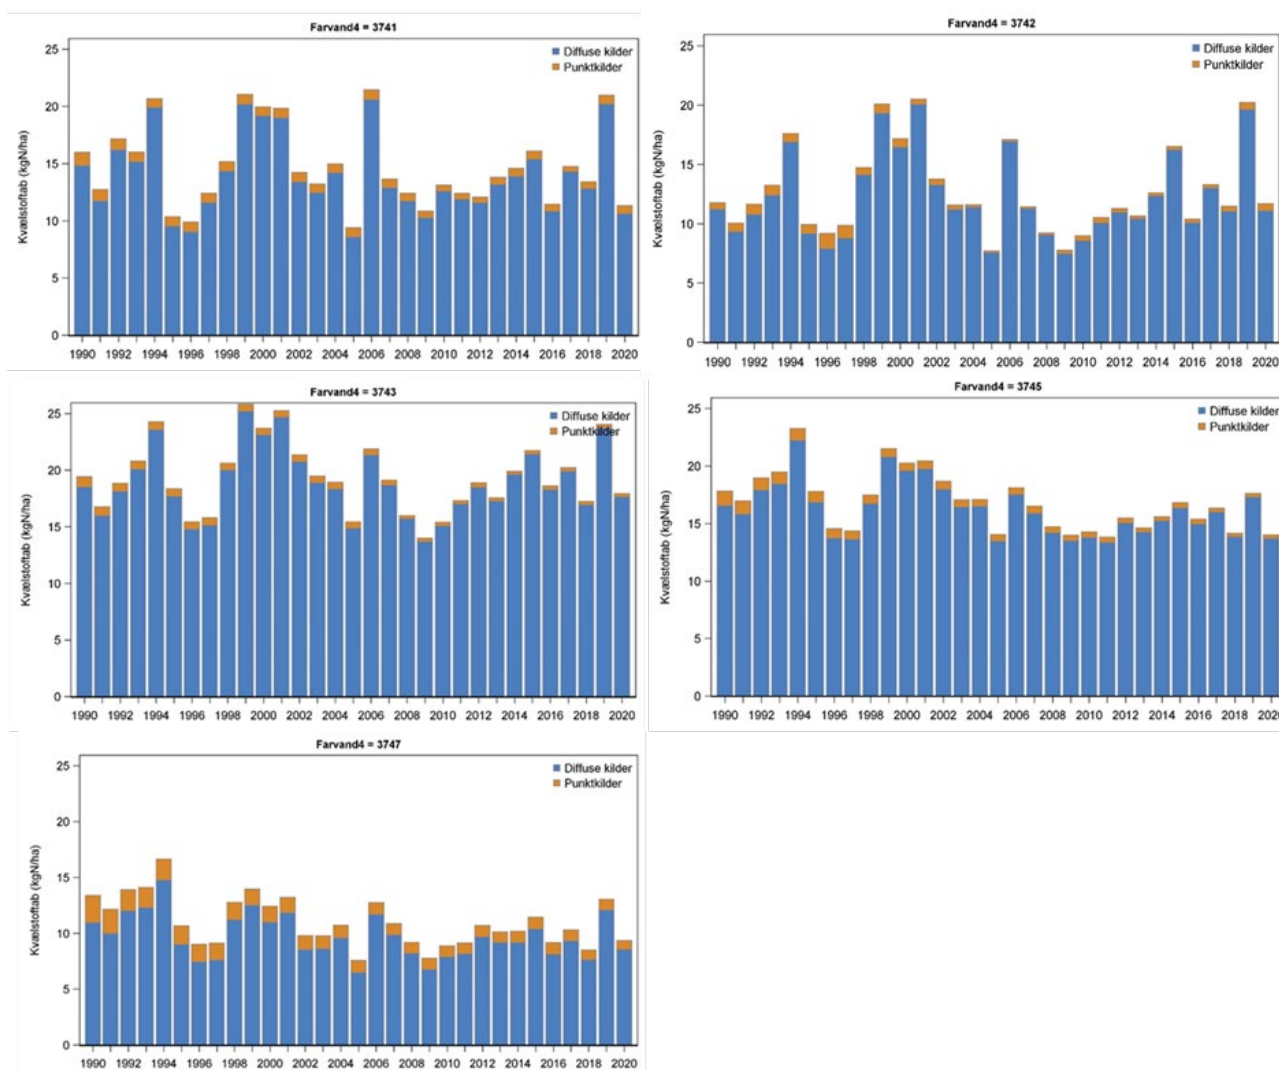 Farvand4 = 3741
Diffuse kilder
Punktkilder
Kvælstoftab (kgN/ha)
25
20
15
10
5
0
1990 1992 1994 1996 1998 2000 2002 2004 2006 2008 2010 2012 2014 2016 2018 2020
Farvand4 = 3742
Diffuse kilder
Punktkilder
Kvælstoftab (kgN/ha)
25
20
15
10
5
0
1990 1992 1994 1996 1998 2000 2002 2004 2006 2008 2010 2012 2014 2016 2018 2020
Farvand4 = 3743
Diffuse kilder
Punktkilder
Kvælstoftab (kgN/ha)
25
20
15
10
5
0
1990 1992 1994 1996 1998 2000 2002 2004 2006 2008 2010 2012 2014 2016 2018 2020
Farvand4 = 3745
Diffuse kilder
Punktkilder
Kvælstoftab (kgN/ha)
25
20
15
10
5
0
1990 1992 1994 1996 1998 2000 2002 2004 2006 2008 2010 2012 2014 2016 2018 2020
Farvand4 = 3747
Diffuse kilder
Punktkilder
Kvælstoftab (kgN/ha)
25
20
15
10
5
0
1990 1992 1994 1996 1998 2000 2002 2004 2006 2008 2010 2012 2014 2016 2018 2020